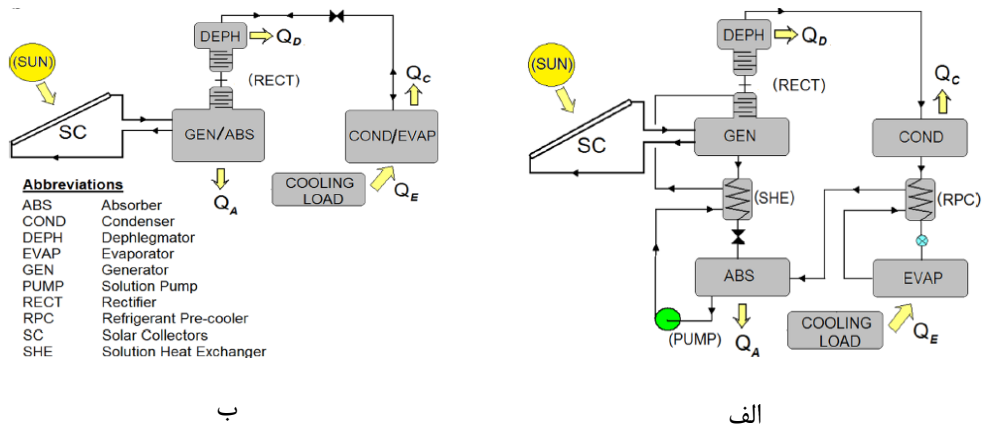 DEPH
Q_D
(SUN)
(RECT)
Q_C
SC
GEN/ABS
COND/EVAP
COOLING
LOAD
Q_E
Q_A
Abbreviations
ABS Absorber
COND Condenser
DEPH Dephlegmator
EVAP Evaporator
GEN Generator
PUMP Solution Pump
RECT Rectifier
RPC Refrigerant Pre-cooler
SC Solar Collectors
SHE Solution Heat Exchanger
ب
DEPH
Q_D
(SUN)
(RECT)
Q_C
SC
GEN
COND
(SHE)
(RPC)
ABS
EVAP
(PUMP)
Q_A
COOLING
LOAD
Q_E
الف